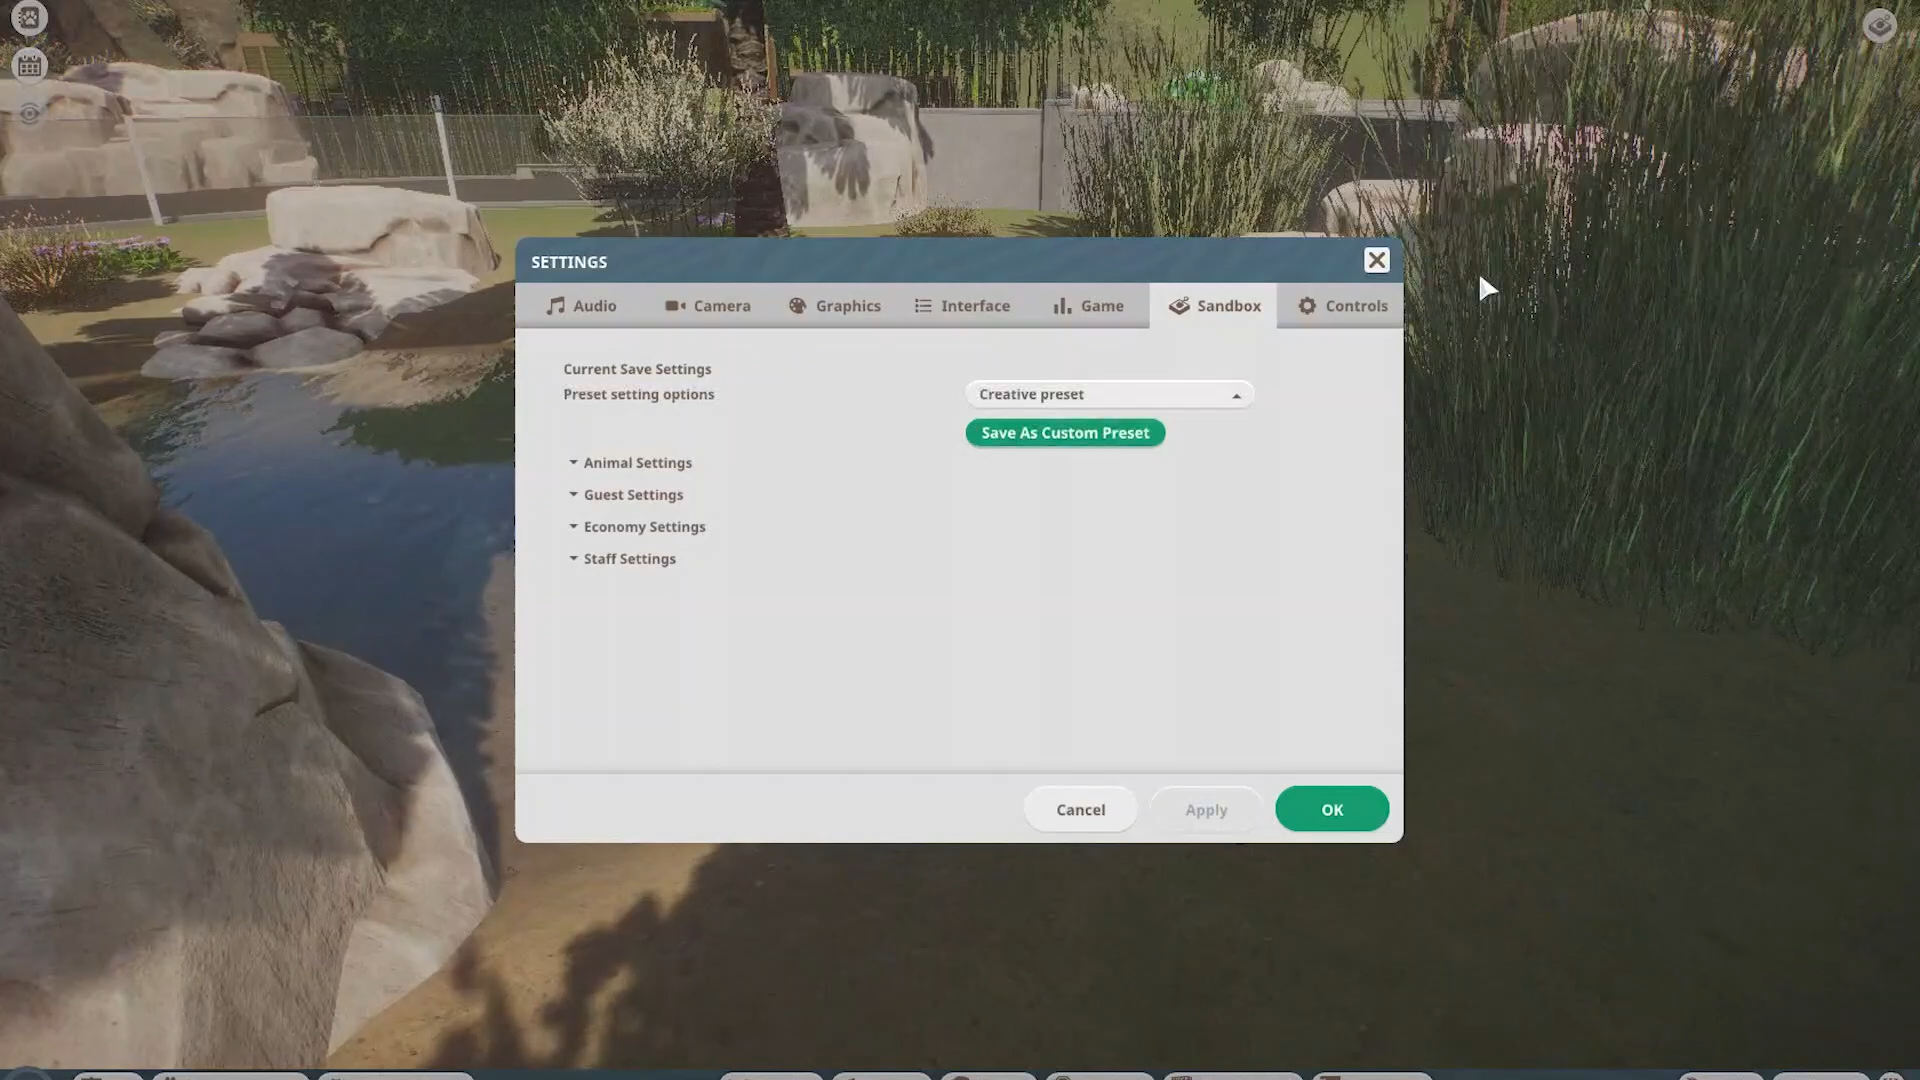 SETTINGS
Audio
Camera
Graphics
Interface
Game
Sandbox
Controls
Current Save Settings
Preset setting options
Creative preset
Save As Custom Preset
Animal Settings
Guest Settings
Economy Settings
Staff Settings
Cancel
Apply
OK